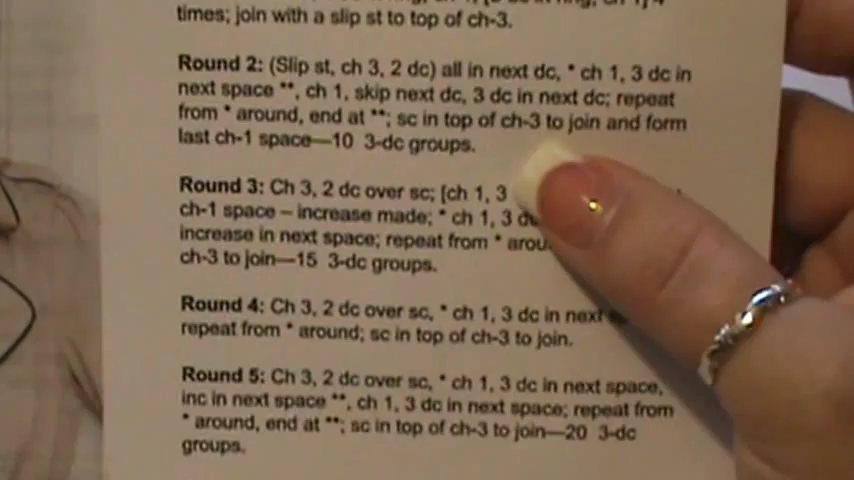 times; join with a slip st to top of ch-3.
Round 2: (Slip st, ch 3, 2 dc) all in next dc, * ch 1, 3 dc in
next space **, ch 1, skip next dc, 3 dc in next dc; repeat
from * around, end at **; sc in top of ch-3 to join and form
last ch-1 space—10 3-dc groups.
Round 3: Ch 3, 2 dc over sc; [ch 1, 3
ch-1 space – increase made; * ch 1, 3
increase in next space; repeat from *
ch-3 to join—15 3-dc groups.
Round 4: Ch 3, 2 dc over sc, * ch 1, 3 dc in next
repeat from * around; sc in top of ch-3 to join.
Round 5: Ch 3, 2 dc over sc, * ch 1, 3 dc in next space,
inc in next space **, ch 1, 3 dc in next space; repeat from
* around, end at **; sc in top of ch-3 to join—20 3-dc
groups.